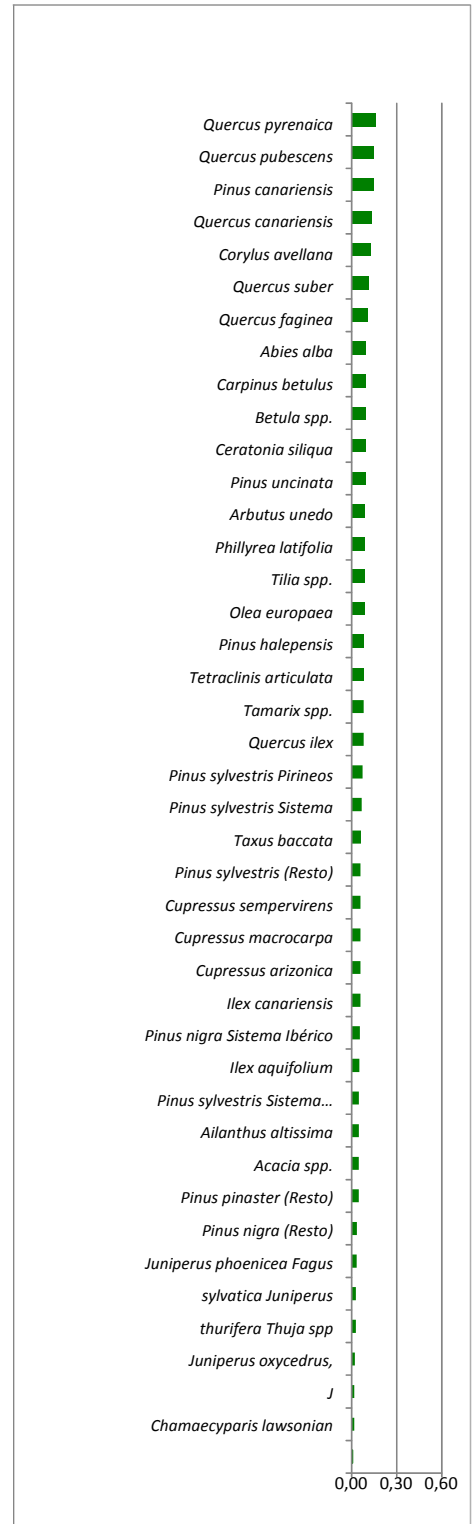 Quercus pyrenaica
Quercus pubescens
Pinus canariensis
Quercus canariensis
Corylus avellana
Quercus suber
Quercus faginea
Abies alba
Carpinus betulus
Betula spp.
Ceratonia siliqua
Pinus uncinata
Arbutus unedo
Phillyrea latifolia
Tilia spp.
Olea europaea
Pinus halepensis
Tetraclinis articulata
Tamarix spp.
Quercus ilex
Pinus sylvestris Pirineos
Pinus sylvestris Sistema
Taxus baccata
Pinus sylvestris (Resto)
Cupressus sempervirens
Cupressus macrocarpa
Cupressus arizonica
Ilex canariensis
Pinus nigra Sistema Ibérico
Ilex aquifolium
Pinus sylvestris Sistema...
Ailanthus altissima
Acacia spp.
Pinus pinaster (Resto)
Pinus nigra (Resto)
Juniperus phoenicea Fagus
sylvatica Juniperus
thurifera Thuja spp
Juniperus oxycedrus,
J
Chamaecyparis lawsonian
0,00 0,30 0,60